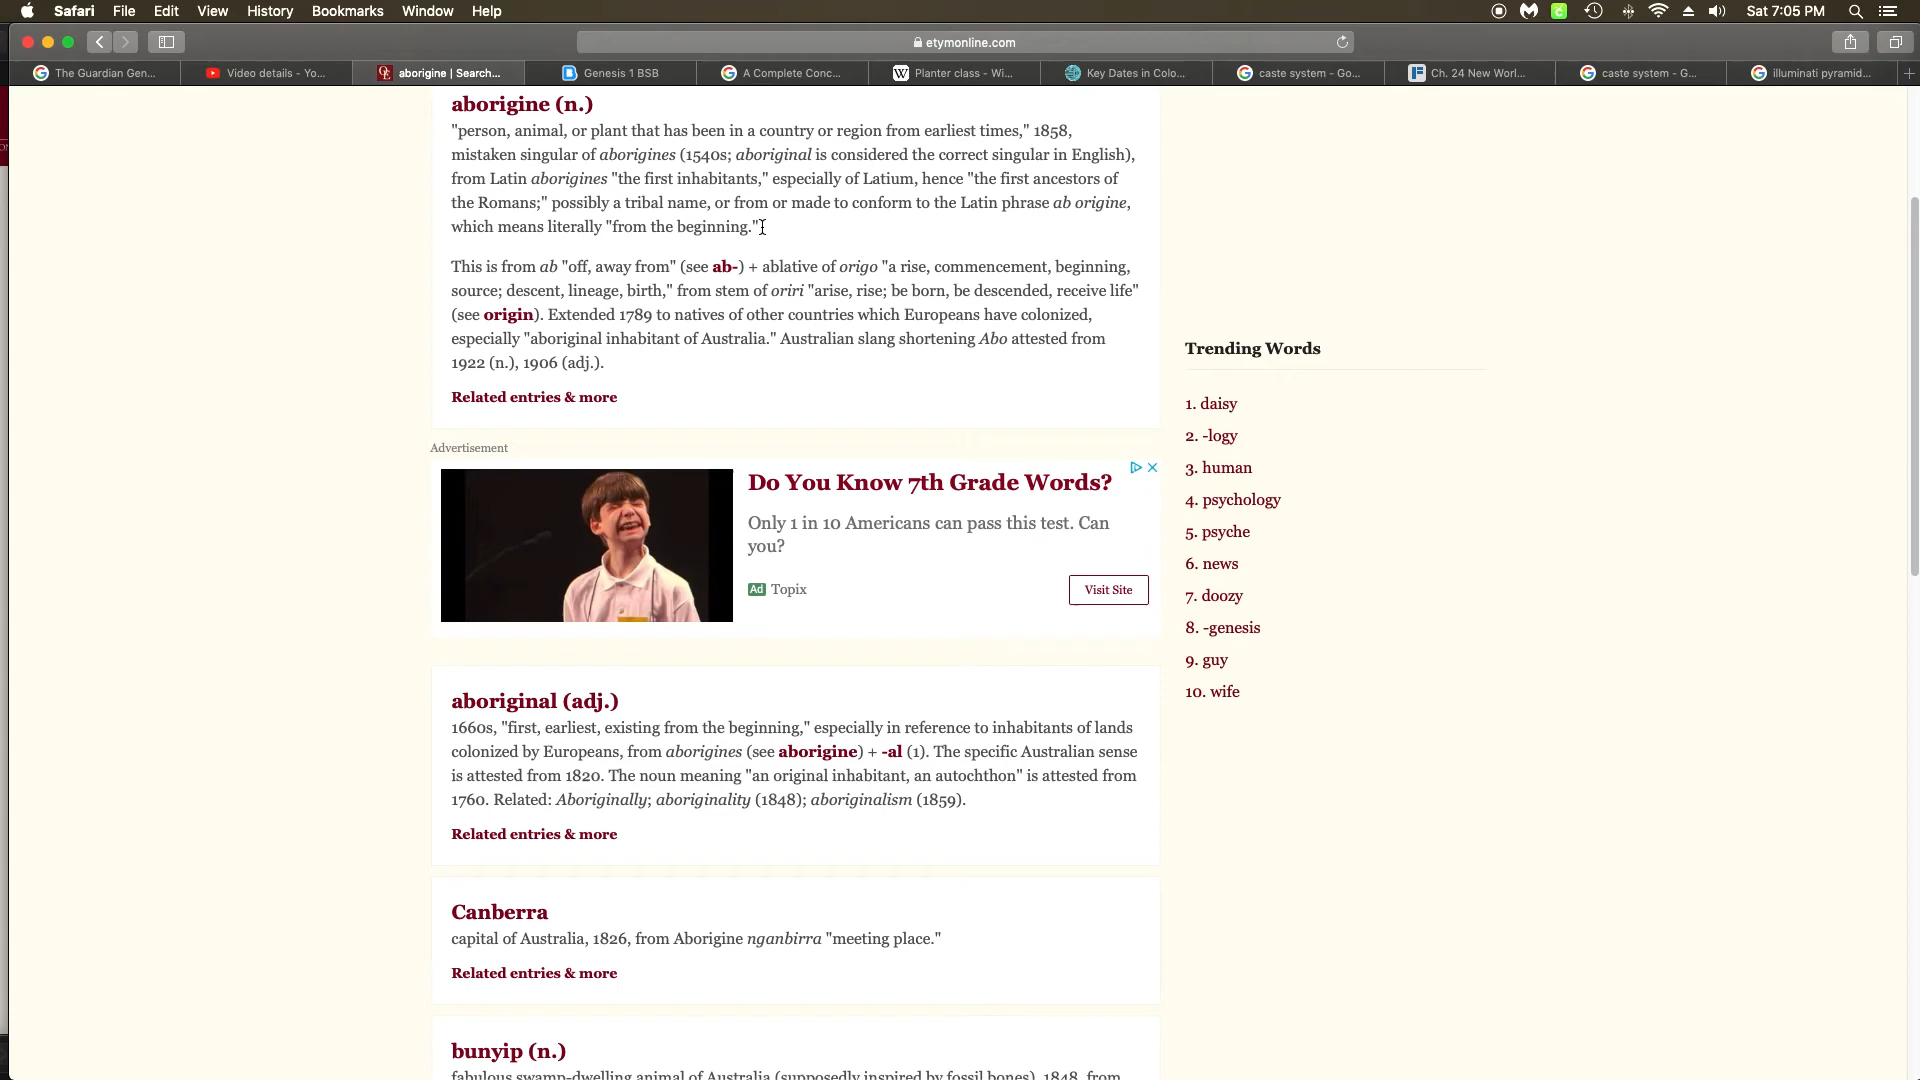 Safari File Edit View History Bookmarks Window Help Sat 7:05 PM
etymonline.com
The Guardian Gen... Video details - Yo... aborigine | Search... Genesis 1 BSB A Complete Conc... Planter class - Wi... Key Dates in Colo... caste system - Go... Ch. 24 New Worl... caste system - G... illuminati pyramid...
aborigine (n.)
"person, animal, or plant that has been in a country or region from earliest times," 1858,
mistaken singular of aborigines (1540s; aboriginal is considered the correct singular in English),
from Latin aborigines "the first inhabitants," especially of Latium, hence "the first ancestors of
the Romans;" possibly a tribal name, or from or made to conform to the Latin phrase ab origine,
which means literally "from the beginning."
This is from ab "off, away from" (see ab-) + ablative of origo "a rise, commencement, beginning,
source; descent, lineage, birth," from stem of oriri "arise, rise; be born, be descended, receive life"
(see origin). Extended 1789 to natives of other countries which Europeans have colonized,
especially "aboriginal inhabitant of Australia." Australian slang shortening Abo attested from
1922 (n.), 1906 (adj.).
Related entries & more
Advertisement
Do You Know 7th Grade Words?
Only 1 in 10 Americans can pass this test. Can
you?
Ad Topix
Visit Site
aboriginal (adj.)
1660s, "first, earliest, existing from the beginning," especially in reference to inhabitants of lands
colonized by Europeans, from aborigines (see aborigine) + -al (1). The specific Australian sense
is attested from 1820. The noun meaning "an original inhabitant, an autochthon" is attested from
1760. Related: Aboriginally; aboriginality (1848); aboriginalism (1859).
Related entries & more
Canberra
capital of Australia, 1826, from Aborigine nganbirra "meeting place."
Related entries & more
bunyip (n.)
fabulous swamp-dwelling animal of Australia (supposedly inspired by fossil bones), 1848, from
Trending Words
1. daisy
2. -logy
3. human
4. psychology
5. psyche
6. news
7. doozy
8. -genesis
9. guy
10. wife